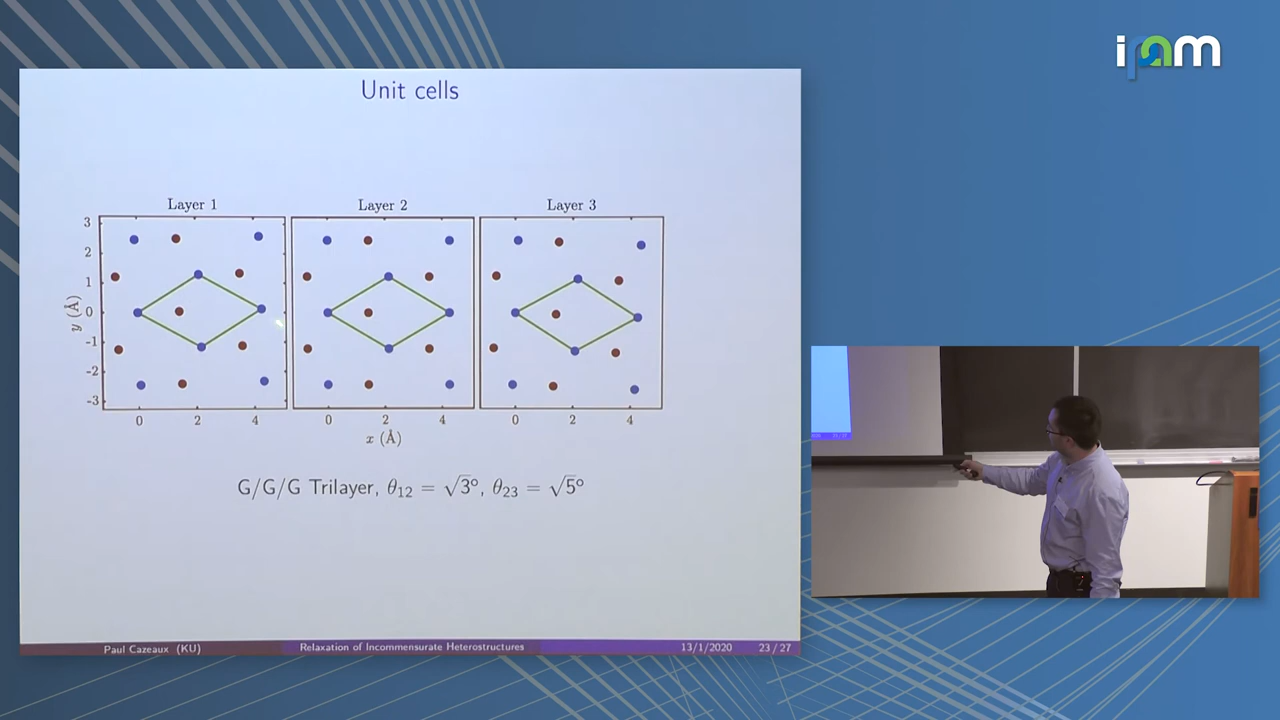 ipam
Unit cells
Layer 1 Layer 2 Layer 3
3
2
1
0
-1
-2
-3
y (Å)
0 2 4 0 2 4 0 2 4
x (Å)
G/G/G Trilayer, θ₁₂ = √3°, θ₂₃ = √5°
Paul Cazeaux (KU) Relaxation of Incommensurate Heterostructures 13/1/2020 23 / 27